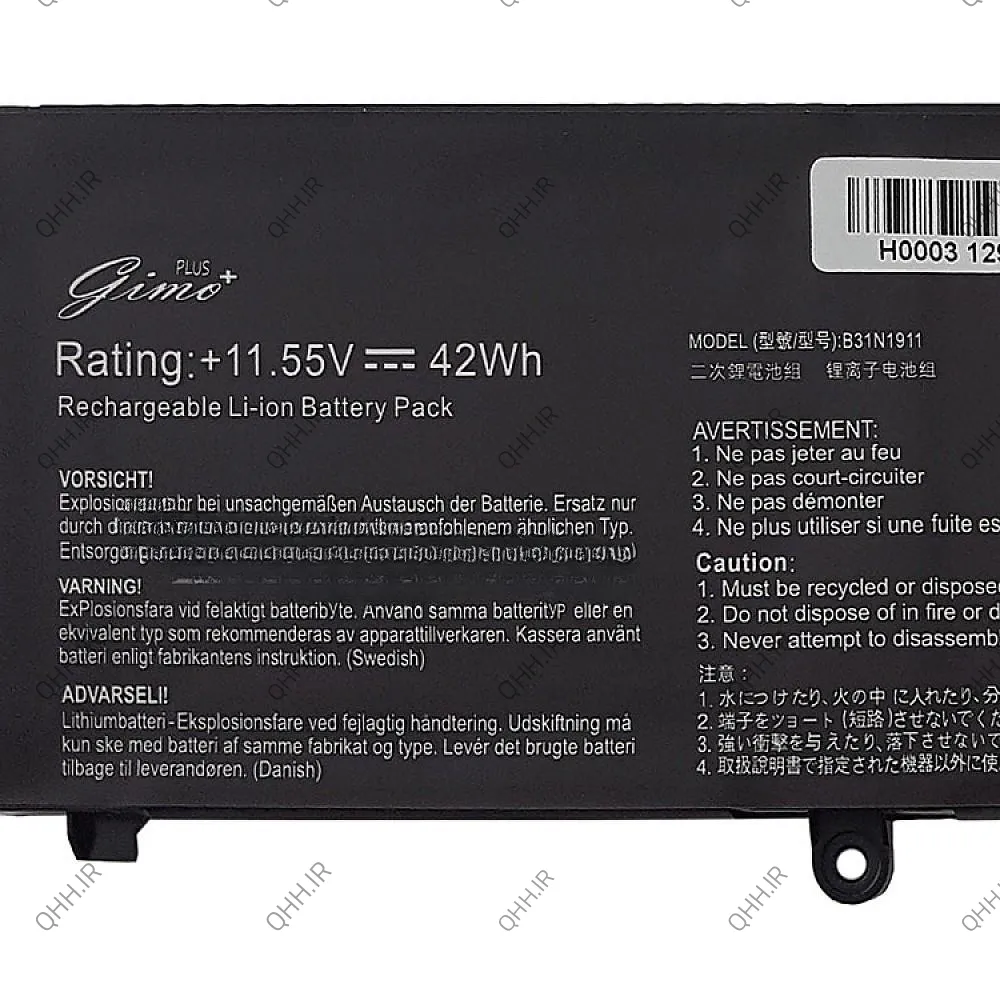 H0003 129
Gimo PLUS+
Rating:+11.55V 42Wh
Rechargeable Li-ion Battery Pack
MODEL (型號/型号):B31N1911
二次鋰電池組 锂离子电池组
VORSICHT!
bei unsachgemäßen Austausch der Batterie. Ersatz nur
durch ähnlichen Typ.
VARNING!
ExPlosionsfara vid felaktigt batteribyte. Anvano samma batterityP eller en
ekvivalent typ som rekommenderas av apparattillverkaren. Kassera använt
batteri enligt fabrikantens instruktion. (Swedish)
ADVARSELI!
Lithiumbatteri-Eksplosionsfare ved fejlagtig håndtering. Udskiftning må
kun ske med batteri af samme fabrikat og type. Levér det brugte batteri
tilbage til leverandøren. (Danish)
AVERTISSEMENT:
1. Ne pas jeter au feu
2. Ne pas court-circuiter
3. Ne pas démonter
4. Ne plus utiliser si une fuite es
Caution:
1. Must be recycled or dispose
2. Do not dispose of in fire or d
3. Never attempt to disassemb
注意：
1. 水につけたり、火の中 に入れたり、分
2. 端子をツョート (短路)させないでくだ
3. 強い衝撃を与えたり、落下させないで
4. 取扱説明書で指定された機器以外に使
QHH.IR